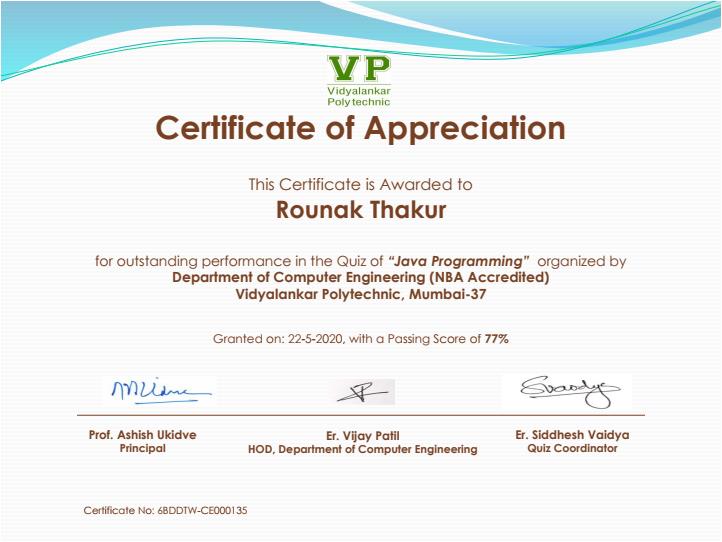 VP
Vidyalankar
Polytechnic
Certificate of Appreciation
This Certificate is Awarded to
Rounak Thakur
for outstanding performance in the Quiz of “Java Programming” organized by
Department of Computer Engineering (NBA Accredited)
Vidyalankar Polytechnic, Mumbai-37
Granted on: 22-5-2020, with a Passing Score of 77%
Prof. Ashish Ukidve
Principal
Er. Vijay Patil
HOD, Department of Computer Engineering
Er. Siddhesh Vaidya
Quiz Coordinator
Certificate No: 6BDDTW-CE000135